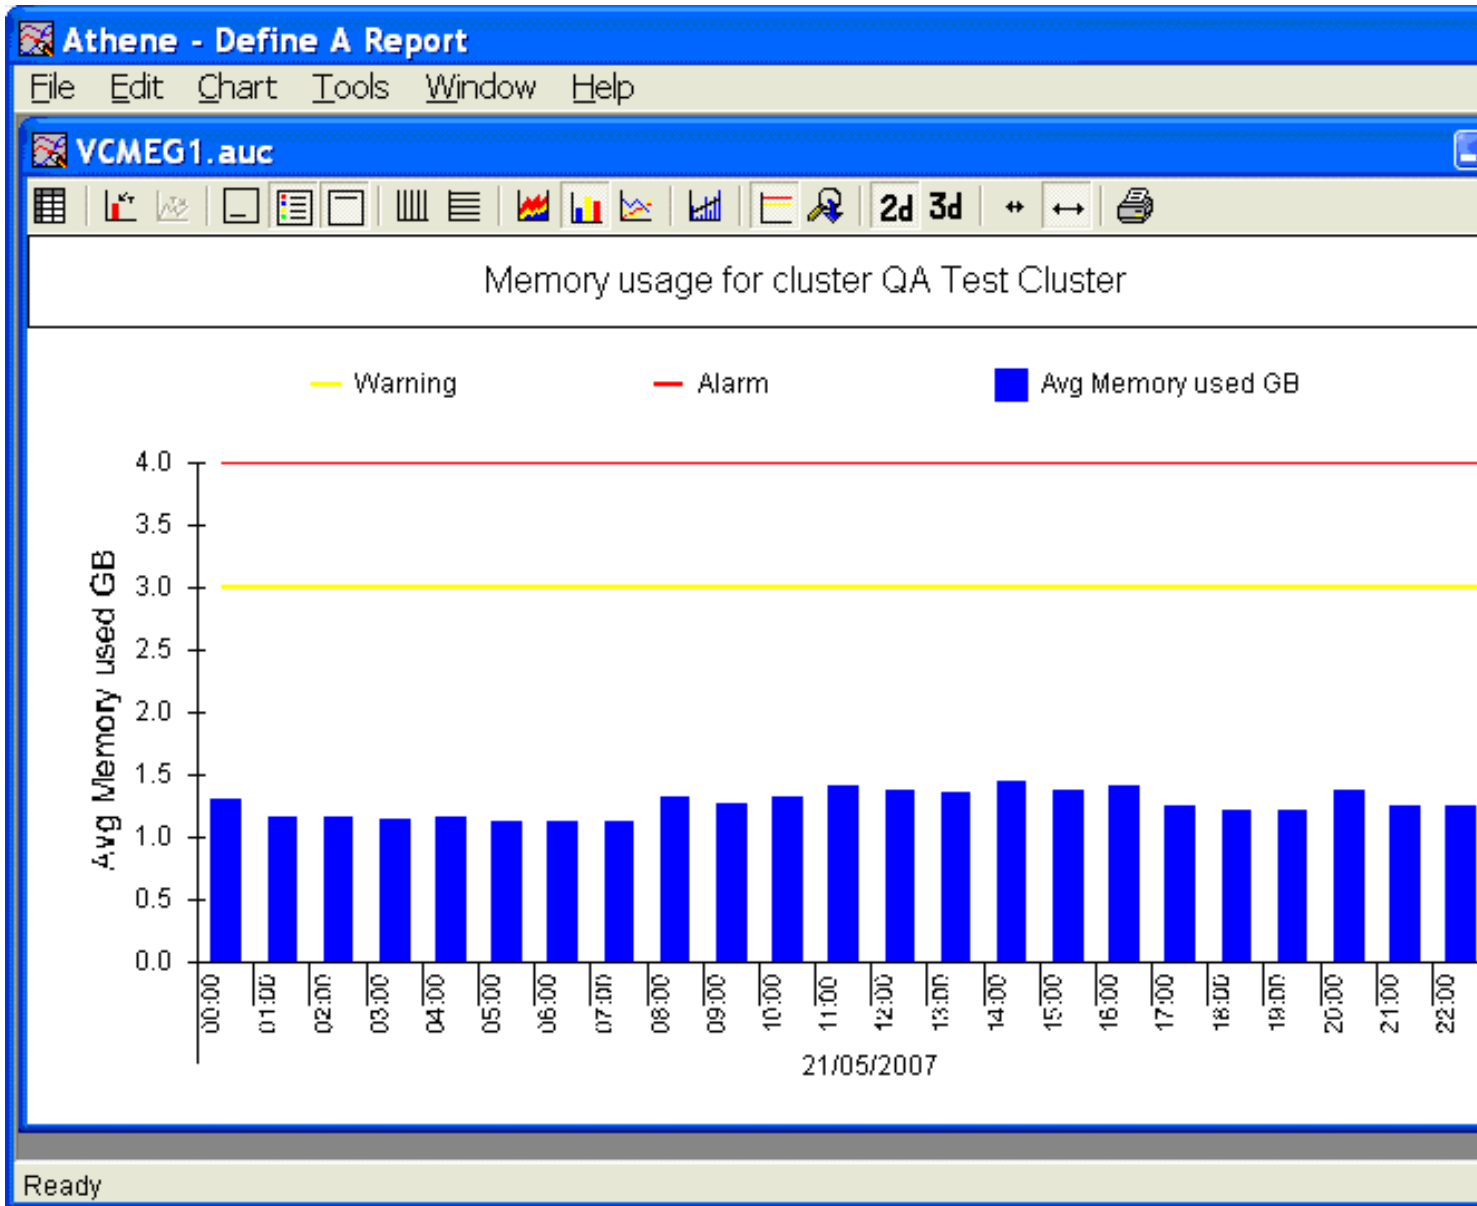 Athene - Define A Report
File Edit Chart Tools Window Help
VCMEG1.auc
2d 3d
Memory usage for cluster QA Test Cluster
Warning Alarm Avg Memory used GB
Avg Memory used GB
4.0
3.5
3.0
2.5
2.0
1.5
1.0
0.5
0.0
00:00 01:00 02:00 03:00 04:00 05:00 06:00 07:00 08:00 09:00 10:00 11:00 12:00 13:00 14:00 15:00 16:00 17:00 18:00 19:00 20:00 21:00 22:00
21/05/2007
Ready